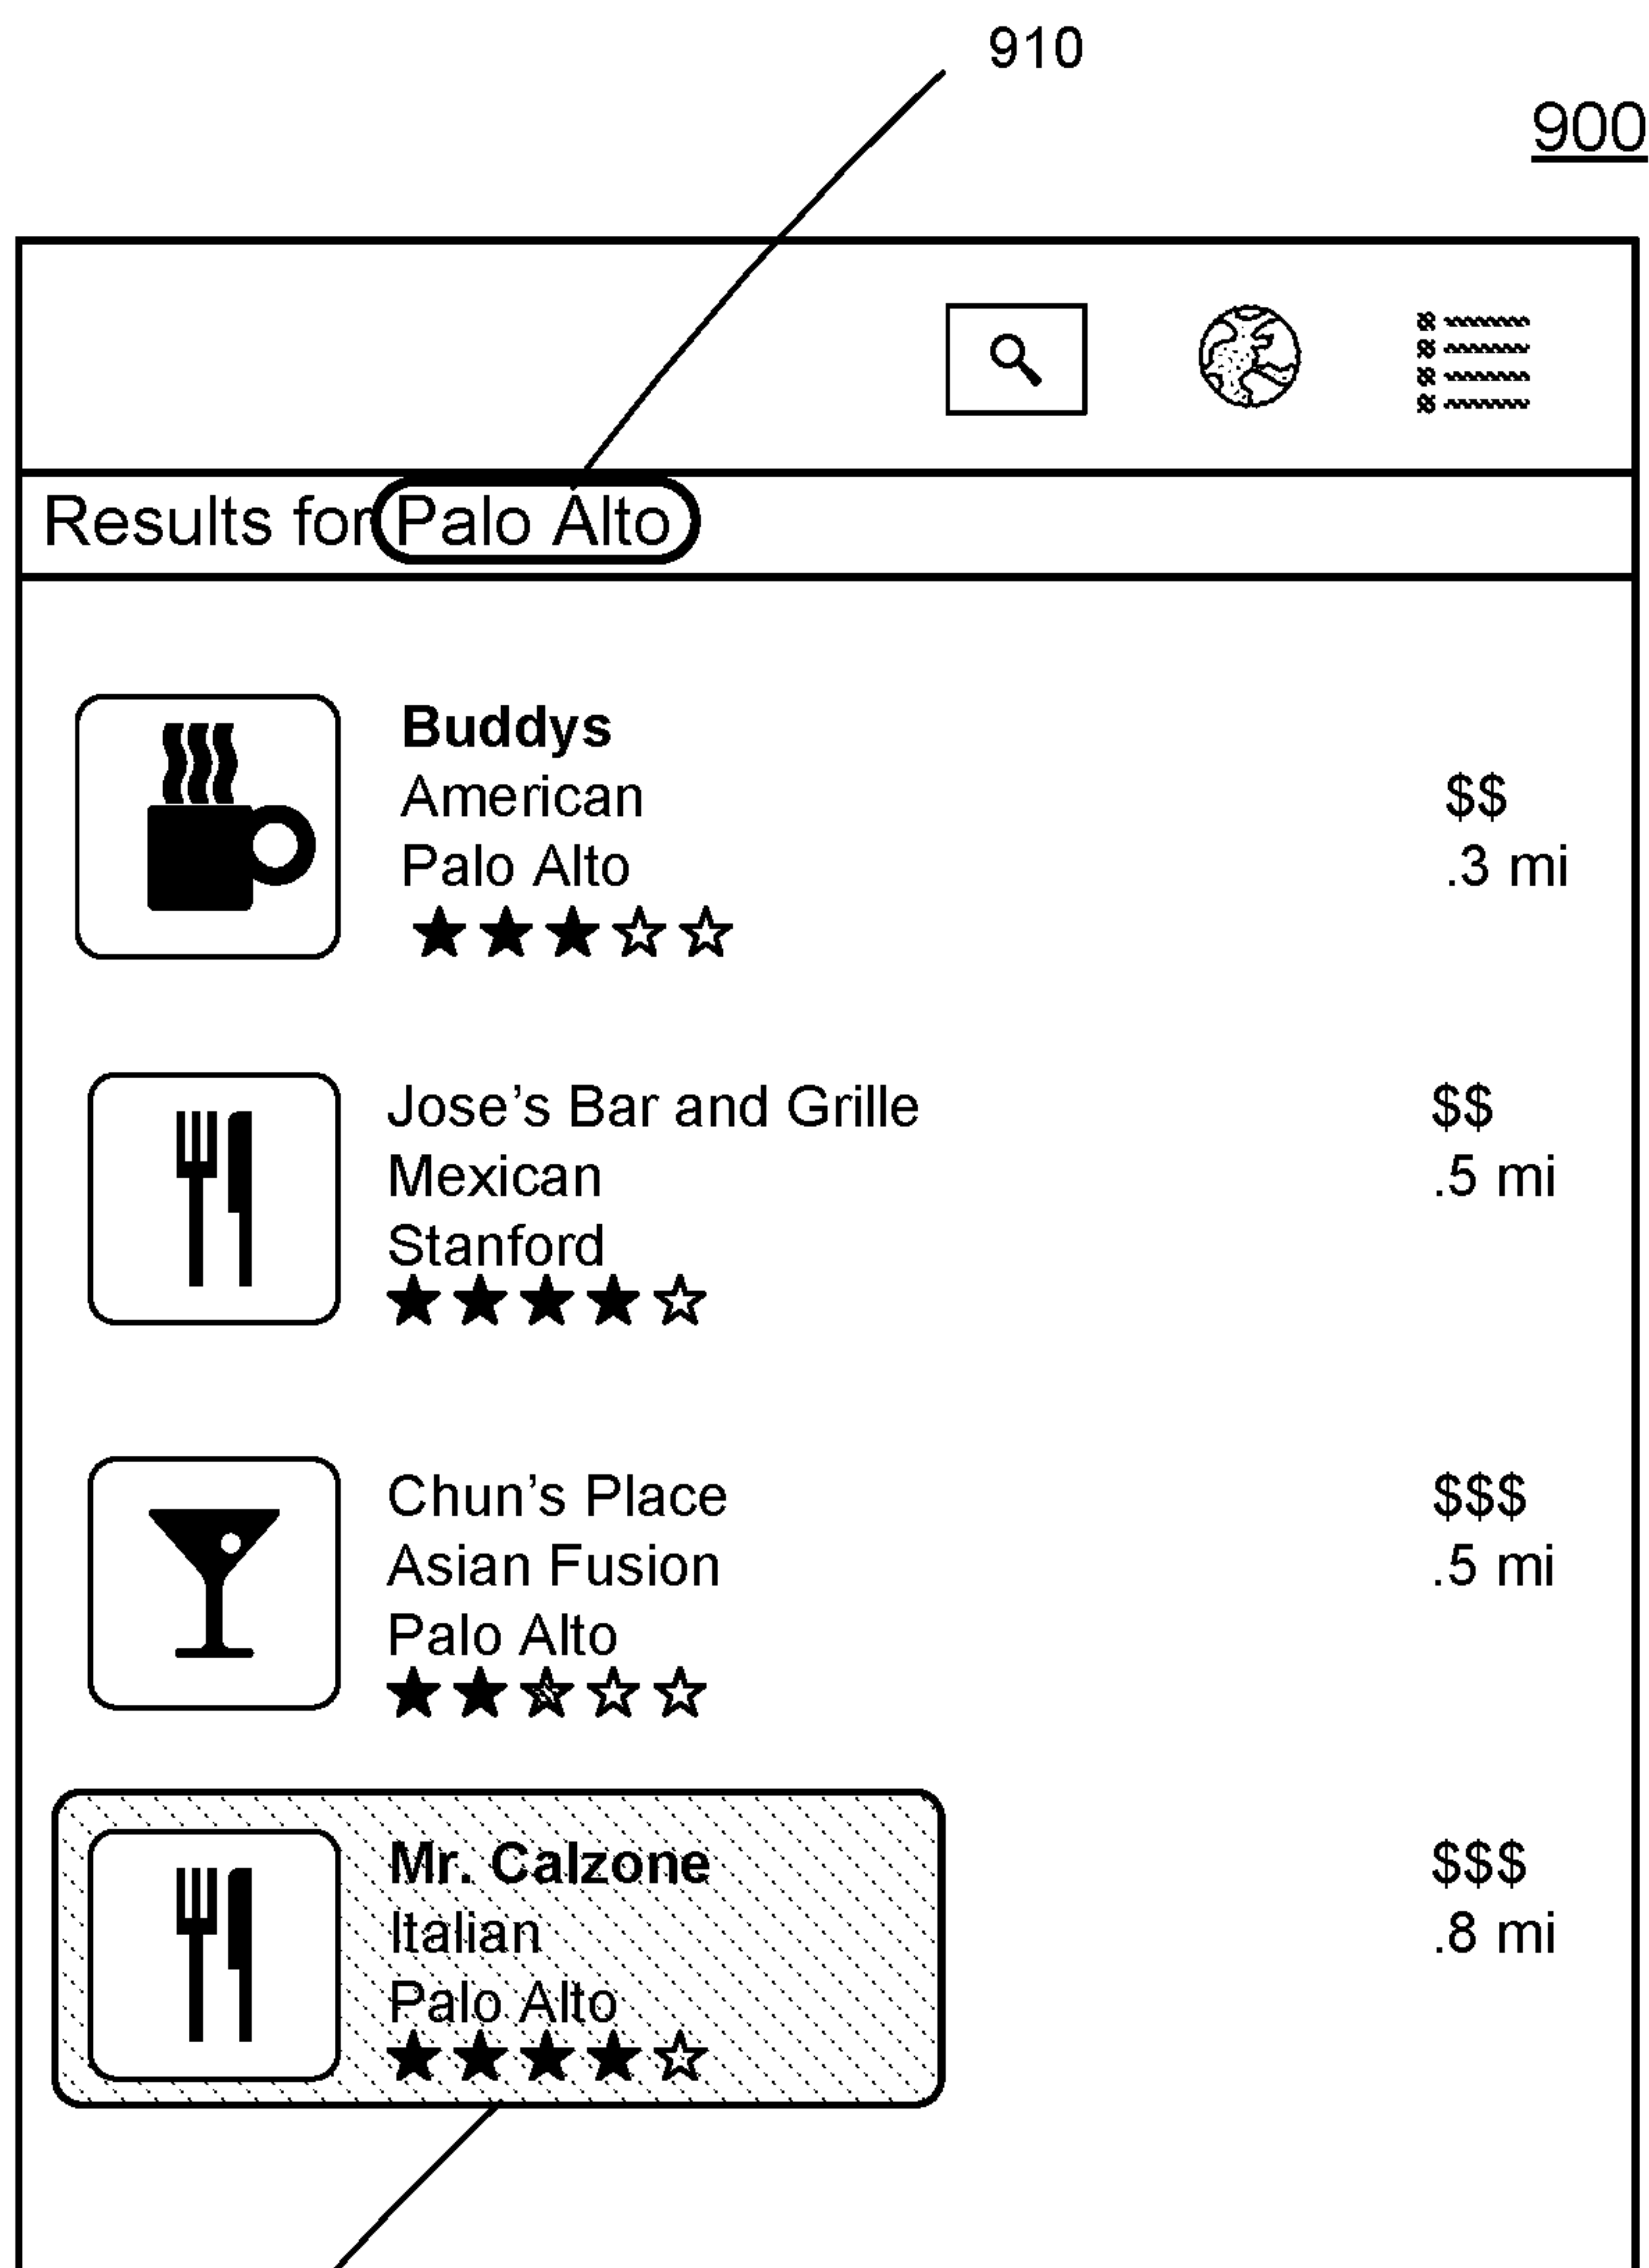 910
900
Results for Palo Alto
Buddys
American
$$
Palo Alto
.3 mi
Jose's Bar and Grille
$$
Mexican
.5 mi
Stanford
Chun's Place
$$$
Asian Fusion
.5 mi
Palo Alto
Mr. Calzone
$$$
Italian
.8 mi
Palo Alto